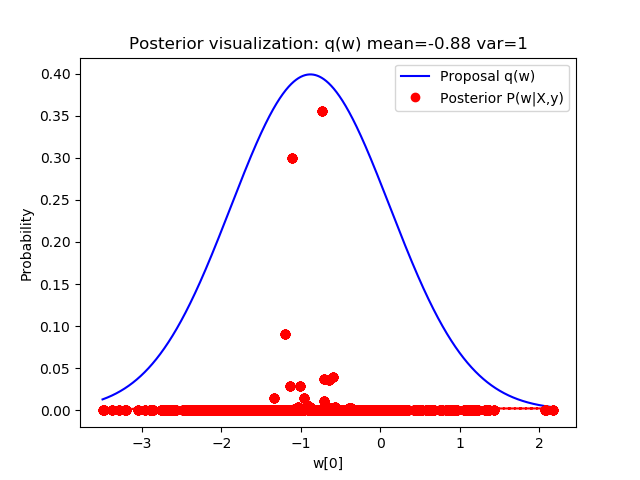 Posterior visualization: q(w) mean=-0.88 var=1
Proposal q(w)
Posterior P(w|X,y)
Probability
0.40
0.35
0.30
0.25
0.20
0.15
0.10
0.05
0.00
−3 −2 −1 0 1 2
w[0]